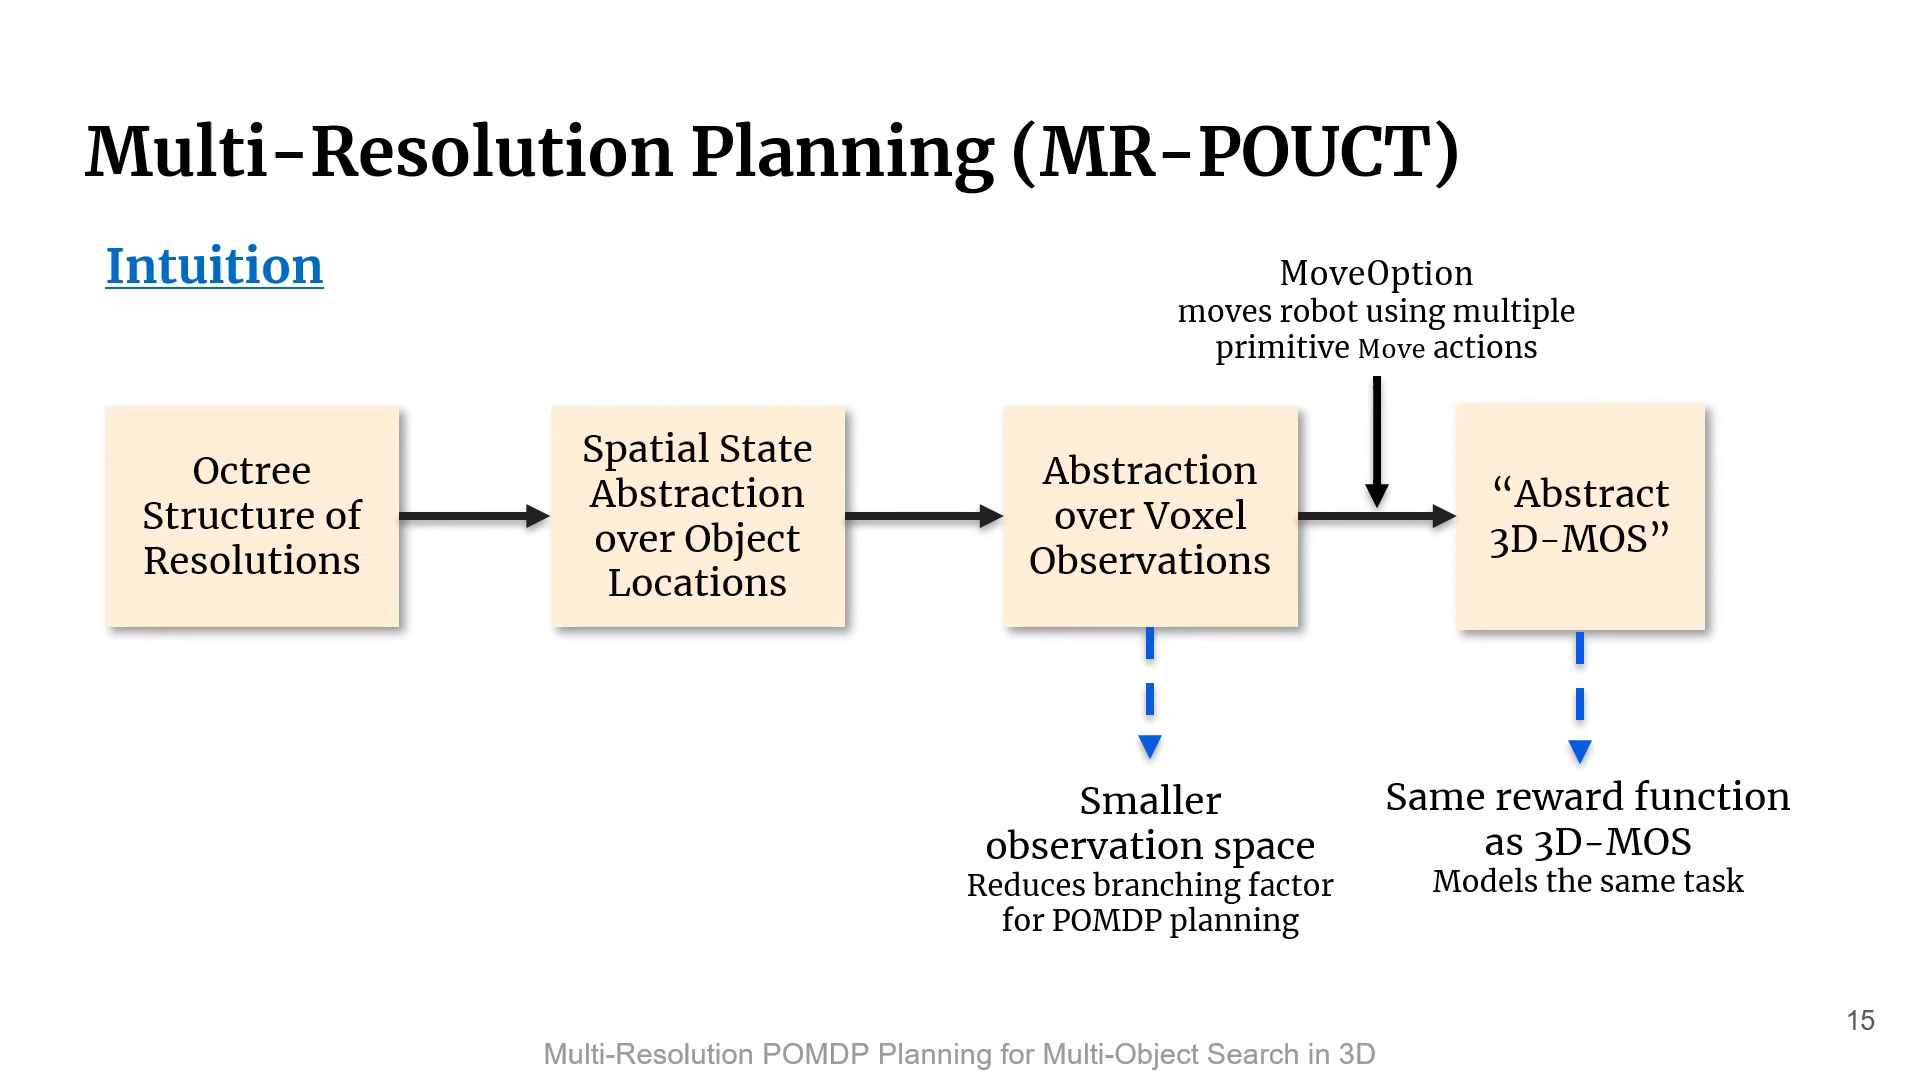 Multi-Resolution Planning (MR-POUCT)
Intuition
MoveOption
moves robot using multiple
primitive Move actions
Octree
Structure of
Resolutions
Spatial State
Abstraction
over Object
Locations
Abstraction
over Voxel
Observations
“Abstract
3D-MOS”
Smaller
observation space
Reduces branching factor
for POMDP planning
Same reward function
as 3D-MOS
Models the same task
15
Multi-Resolution POMDP Planning for Multi-Object Search in 3D